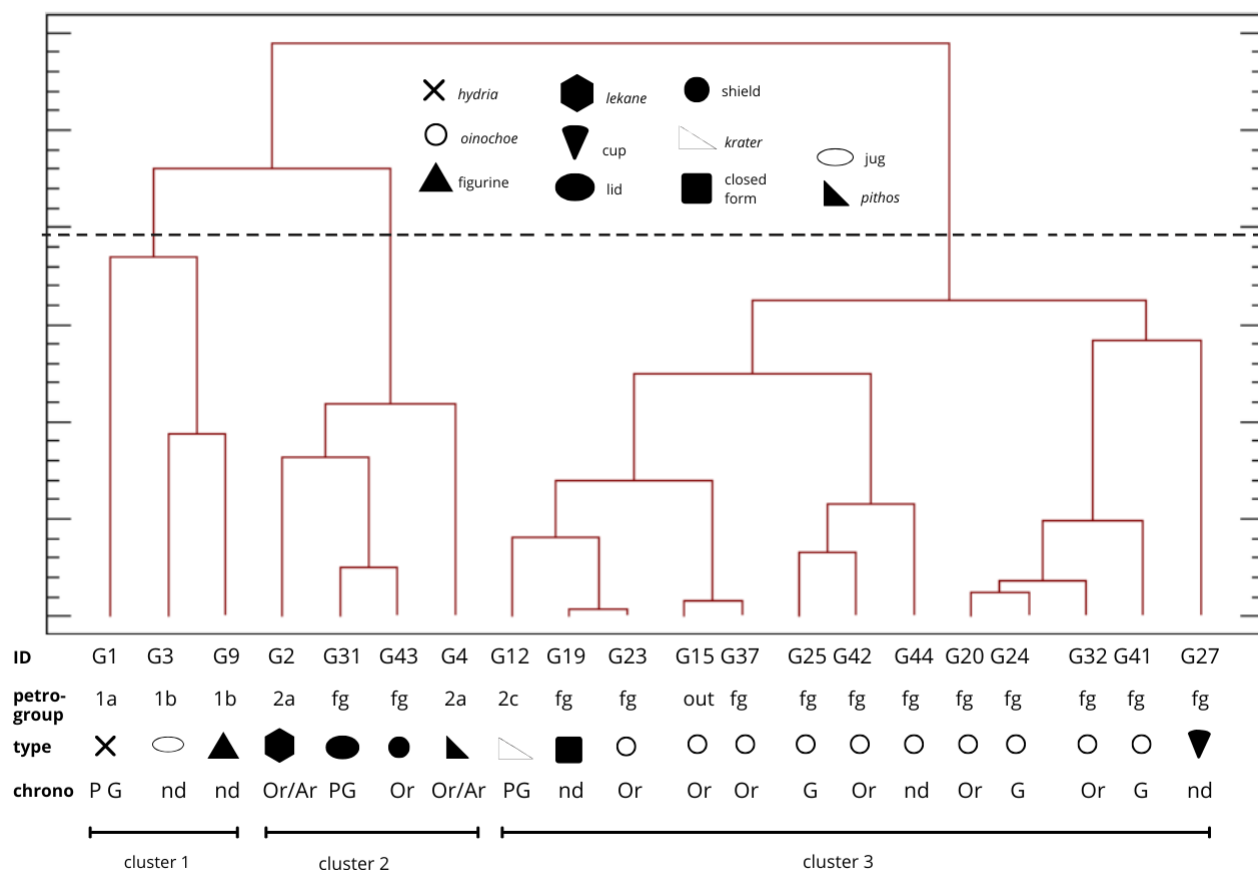 hydria
lekane
shield
oinochoe
cup
krater
jug
figurine
lid
closed
form
pithos
ID G1 G3 G9 G2 G31 G43 G4 G12 G19 G23 G15 G37 G25 G42 G44 G20 G24 G32 G41 G27
petro-
group 1a 1b 1b 2a fg fg 2a 2c fg fg out fg fg fg fg fg fg fg fg fg
type
chrono P G nd nd Or/Ar PG Or Or/Ar PG nd Or Or Or G Or nd Or G Or G nd
cluster 1 cluster 2 cluster 3